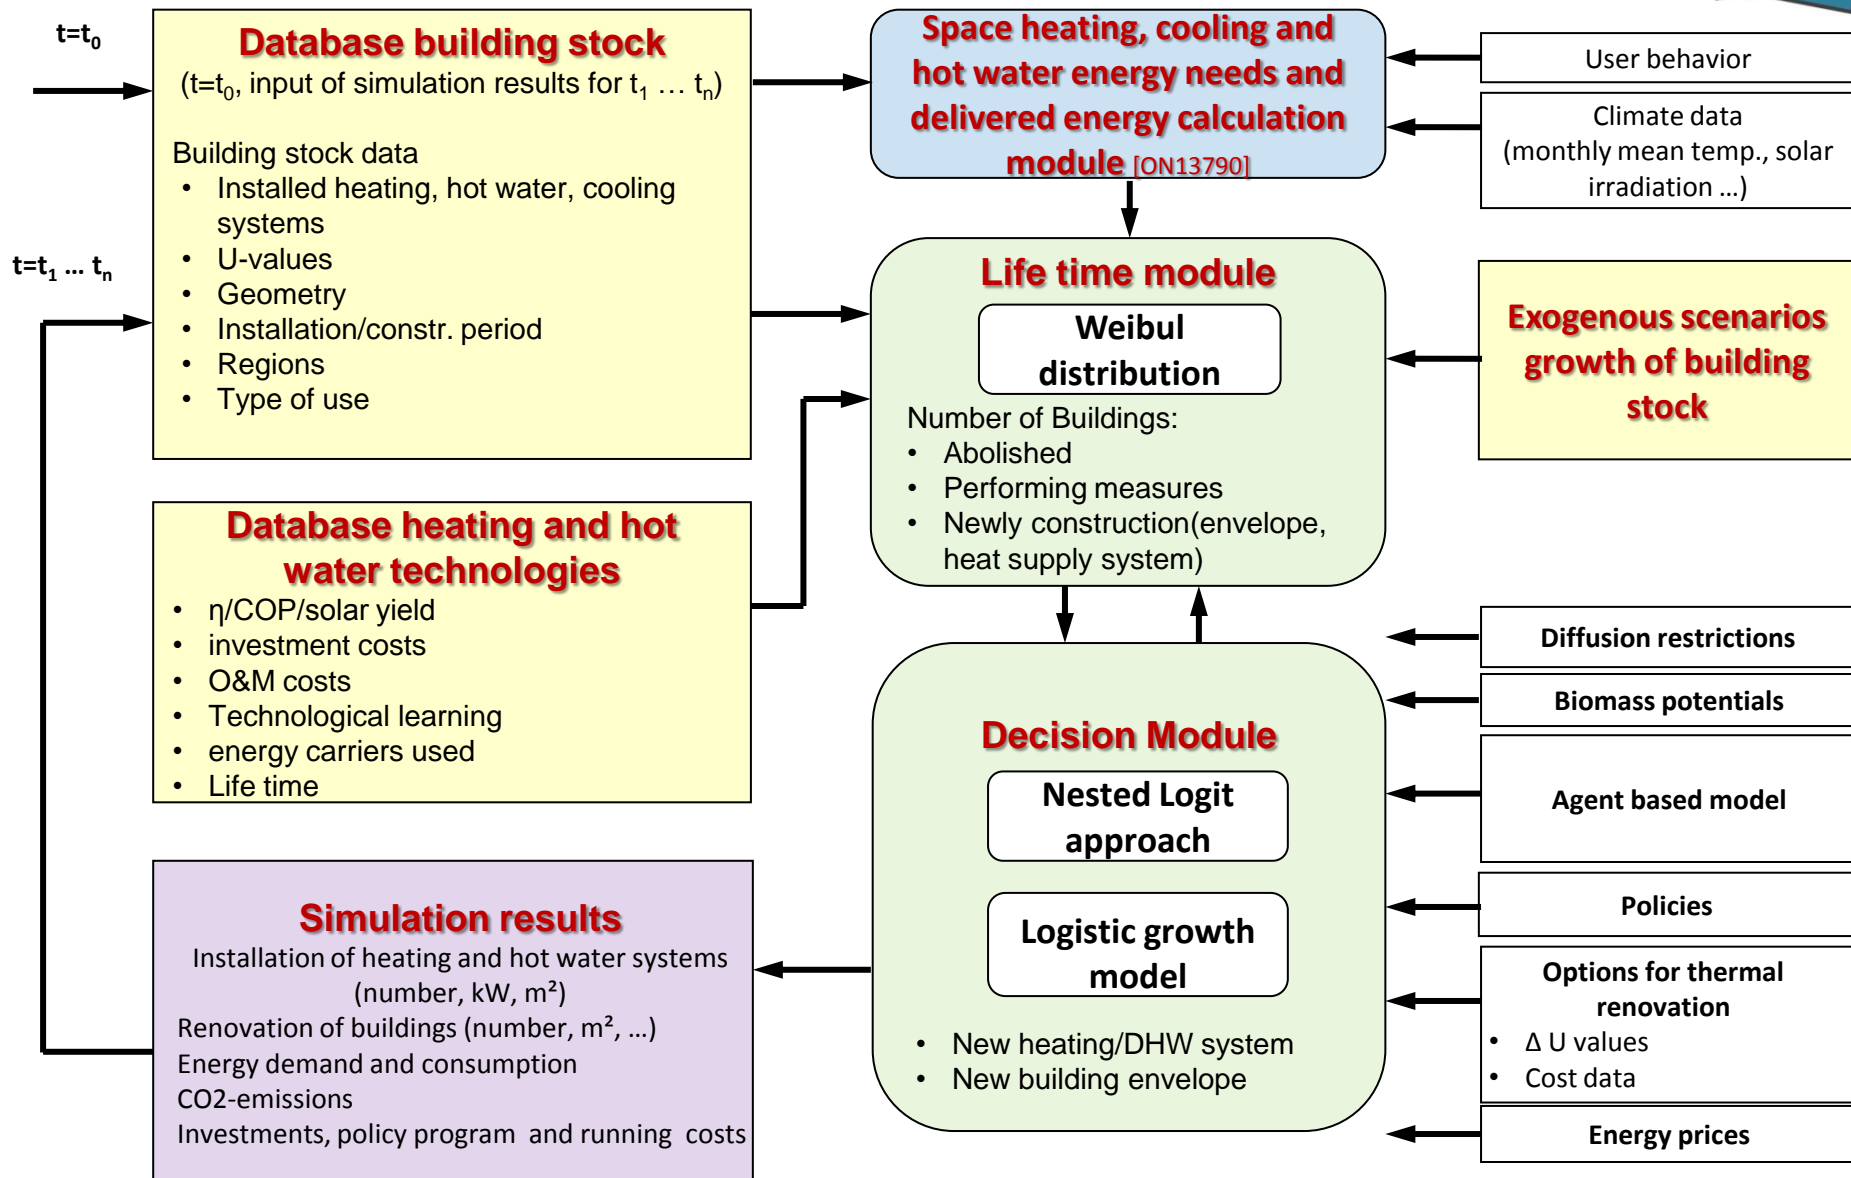 t=t0
Database building stock
(t=t0, input of simulation results for t1 … tn)
Building stock data
• Installed heating, hot water, cooling
systems
• U-values
• Geometry
• Installation/constr. period
• Regions
• Type of use
t=t1 ... tn
Database heating and hot
water technologies
• η/COP/solar yield
• investment costs
• O&M costs
• Technological learning
• energy carriers used
• Life time
Simulation results
Installation of heating and hot water systems
(number, kW, m²)
Renovation of buildings (number, m², …)
Energy demand and consumption
CO2-emissions
Investments, policy program and running costs
Space heating, cooling and
hot water energy needs and
delivered energy calculation
module [ON13790]
Life time module
Weibul
distribution
Number of Buildings:
• Abolished
• Performing measures
• Newly construction(envelope,
heat supply system)
Decision Module
Nested Logit
approach
Logistic growth
model
• New heating/DHW system
• New building envelope
User behavior
Climate data
(monthly mean temp., solar
irradiation …)
Exogenous scenarios
growth of building
stock
Diffusion restrictions
Biomass potentials
Agent based model
Policies
Options for thermal
renovation
• Δ U values
• Cost data
Energy prices